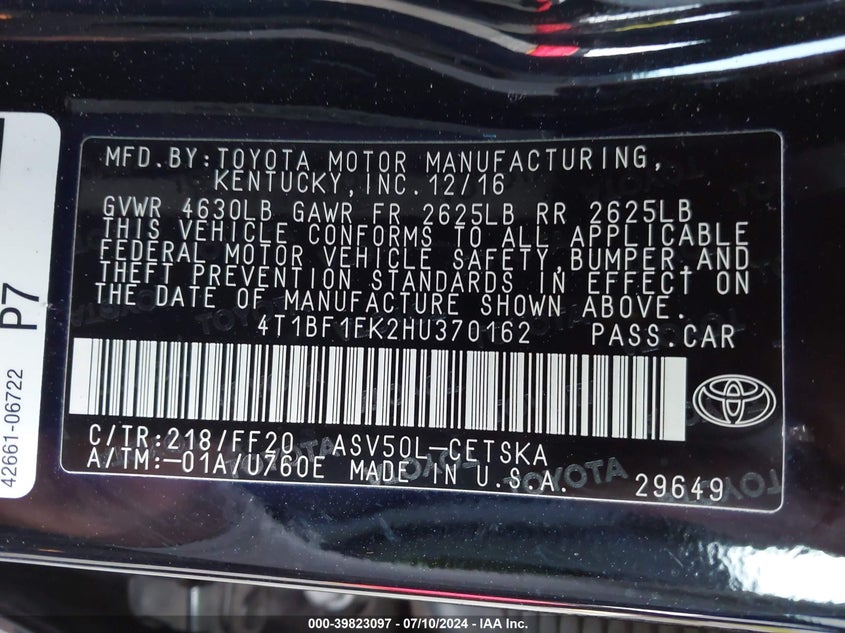 MFD.BY:TOYOTA MOTOR MANUFACTURING,
KENTUCKY,INC.12/16
GVWR 4630LB GAWR FR 2625LB RR 2625LB
THIS VEHICLE CONFORMS TO ALL APPLICABLE
FEDERAL MOTOR VEHICLE SAFETY,BUMPER,AND
THEFT PREVENTION STANDARDS IN EFFECT ON
THE DATE OF MANUFACTURE SHOWN ABOVE.
4T1BF1FK2HU370162 PASS.CAR
C/TR:218/FF20 ASV50L-CETSKA
A/TM:-01A/U760E MADE IN U.S.A.
29649
TOYOTA
42661-06722
P7
000-39823097 - 07/10/2024 - IAA Inc.